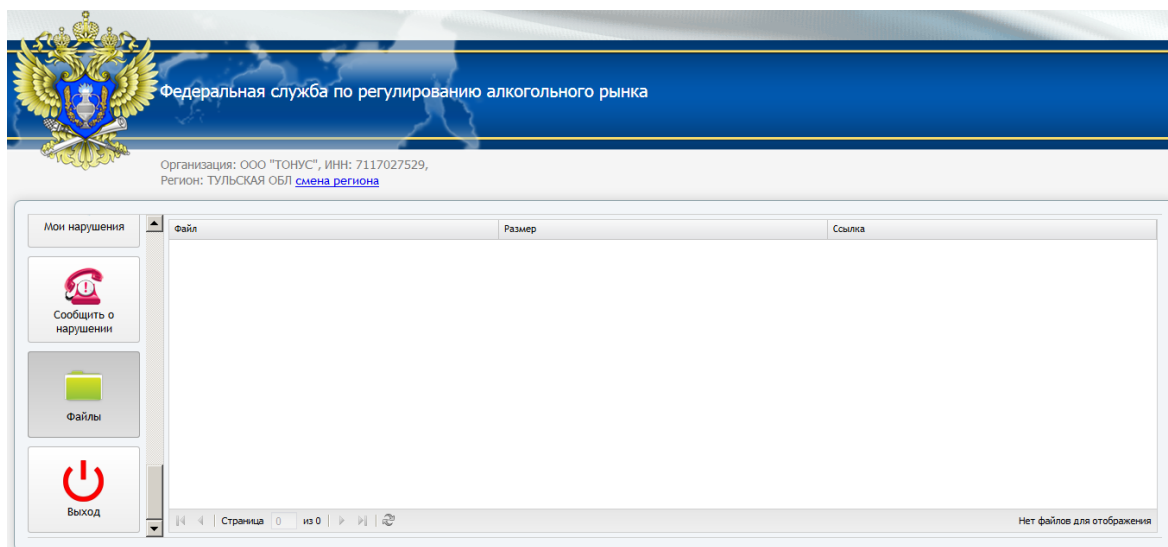 Федеральная служба по регулированию алкогольного рынка
Организация: ООО "ТОНУС", ИНН: 7117027529,
Регион: ТУЛЬСКАЯ ОБЛ смена региона
Мои нарушения
Файл Размер Ссылка
Сообщить о
нарушении
Файлы
Выход
Страница 0 из 0 Нет файлов для отображения